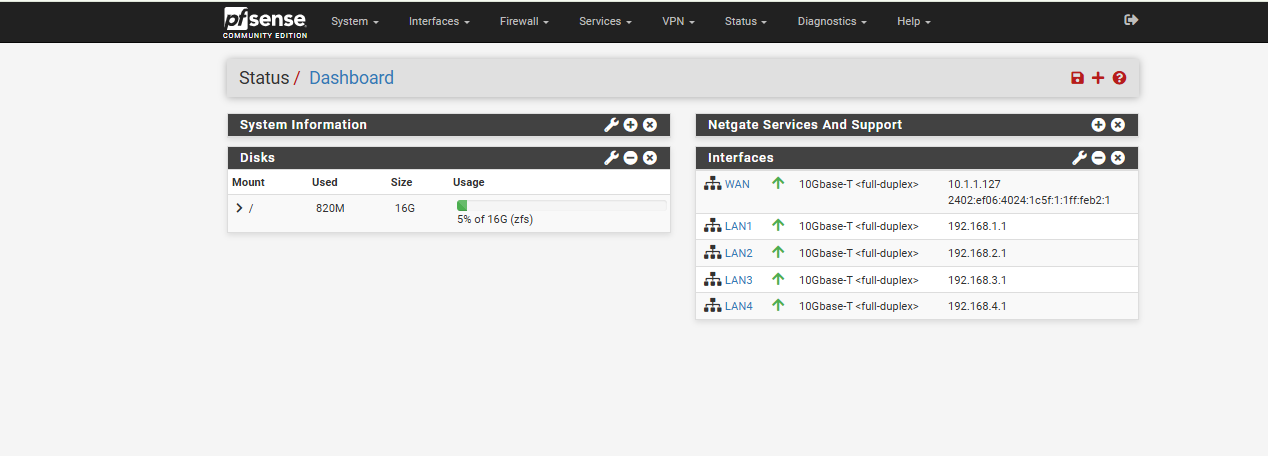 pfsense System Interfaces Firewall Services VPN Status Diagnostics Help
COMMUNITY EDITION
Status / Dashboard
System Information
Disks
Mount Used Size Usage
/ 820M 16G
5% of 16G (zfs)
Netgate Services And Support
Interfaces
WAN 10Gbase-T <full-duplex> 10.1.1.127
2402:ef06:4024:1c5f:1:1ff:feb2:1
LAN1 10Gbase-T <full-duplex> 192.168.1.1
LAN2 10Gbase-T <full-duplex> 192.168.2.1
LAN3 10Gbase-T <full-duplex> 192.168.3.1
LAN4 10Gbase-T <full-duplex> 192.168.4.1